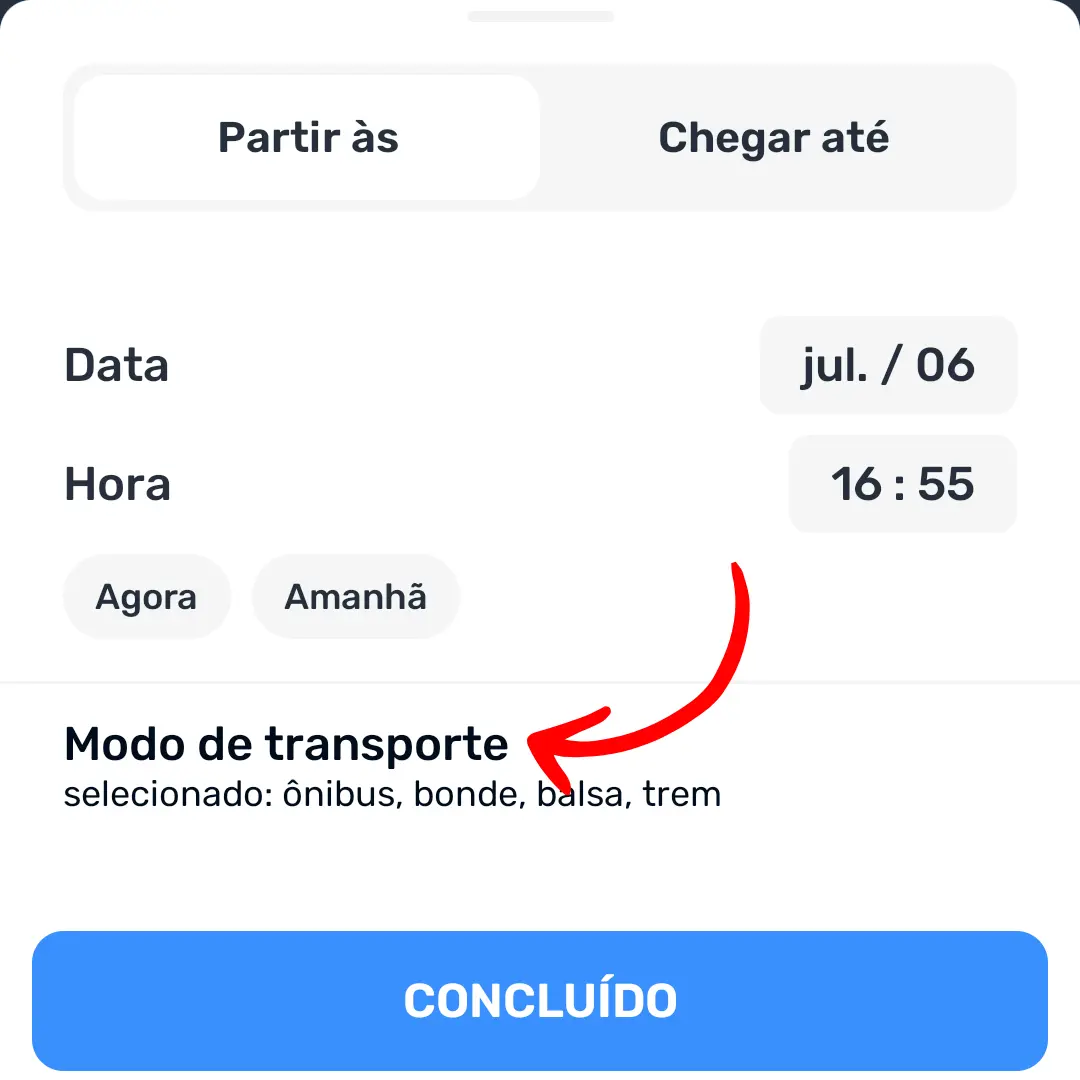 Partir às
Chegar até
Data
jul. / 06
Hora
16 : 55
Agora
Amanhã
Modo de transporte
selecionado: ônibus, bonde, balsa, trem
CONCLUÍDO